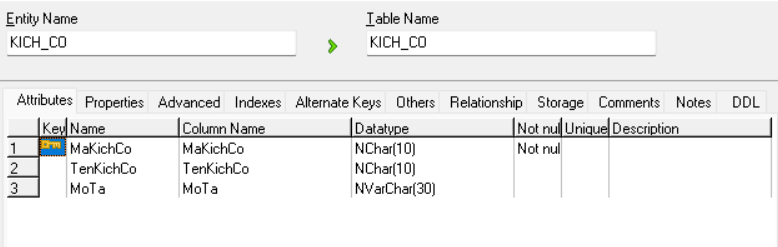 Entity Name Table Name
KICH_CO KICH_CO
Attributes Properties Advanced Indexes Alternate Keys Others Relationship Storage Comments Notes DDL
Key Name Column Name Datatype Not nul Unique Description
1 MaKichCo MaKichCo NChar(10) Not nul
2 TenKichCo TenKichCo NChar(10)
3 MoTa MoTa NVarChar(30)